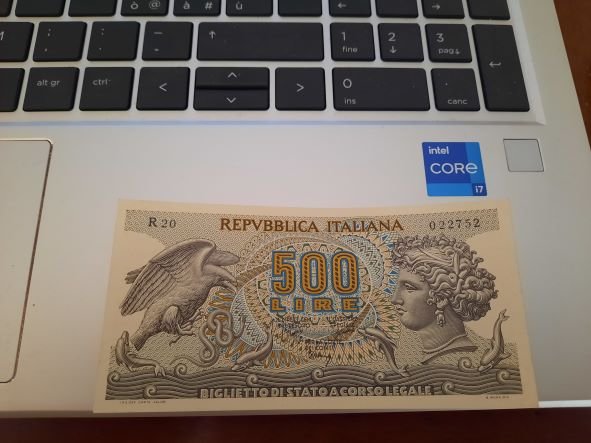 ò @
à #
ù
M
;
,
:
.
_
-
↑
1
fine
2
↓
3
pag↓
↵
alt gr
ctrl
<
^
v
>
0
ins
.
canc
intel
CORE
i7
R 20
REPVBBLICA ITALIANA
022752
500
LIRE
BIGLIETTO DI STATO A CORSO LEGALE